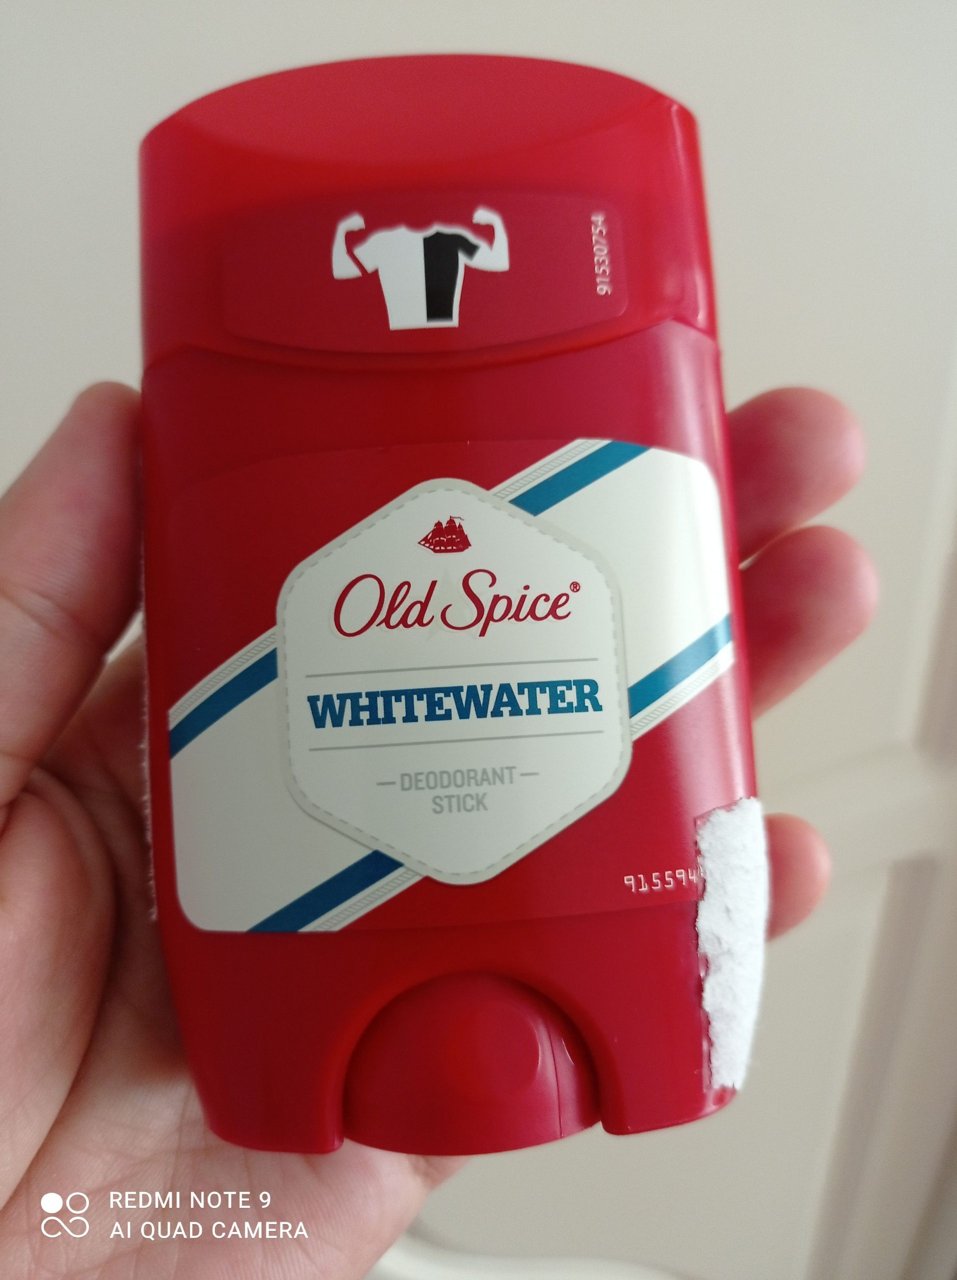 91530754
Old Spice®
WHITEWATER
—DEODORANT—
STICK
REDMI NOTE 9
AI QUAD CAMERA